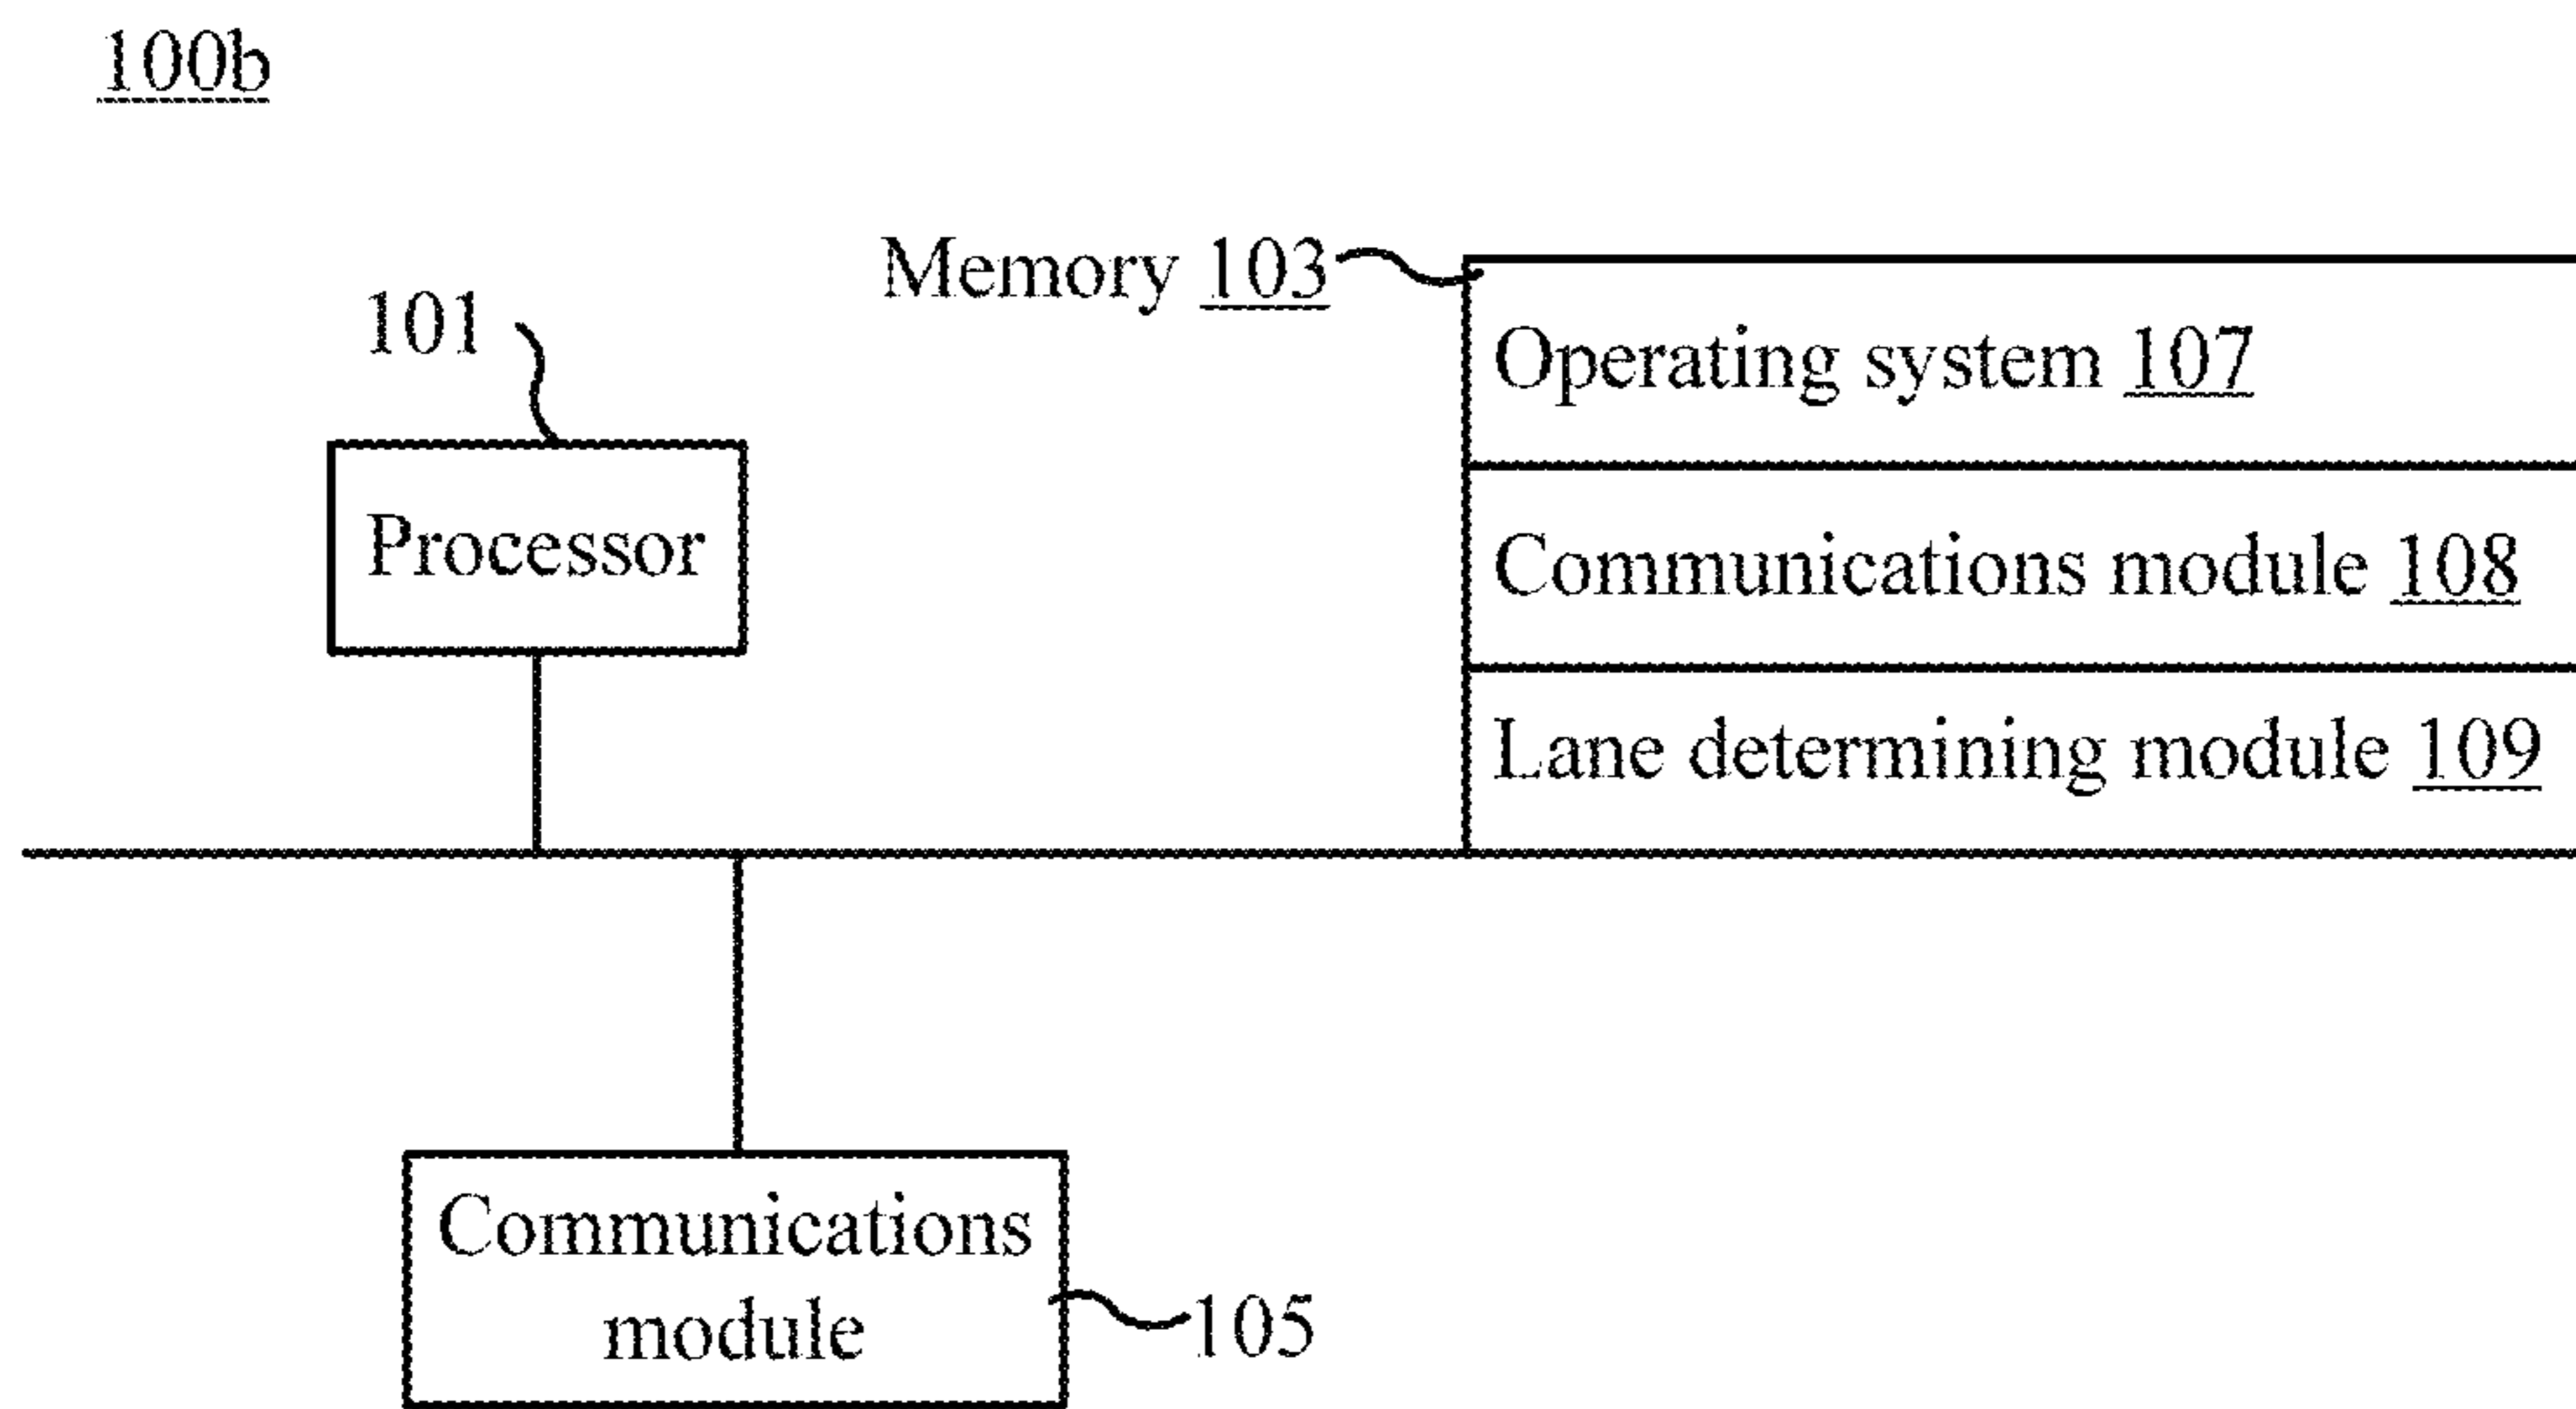 100b
Memory 103
101
Operating system 107
Processor
Communications module 108
Lane determining module 109
Communications
module
105